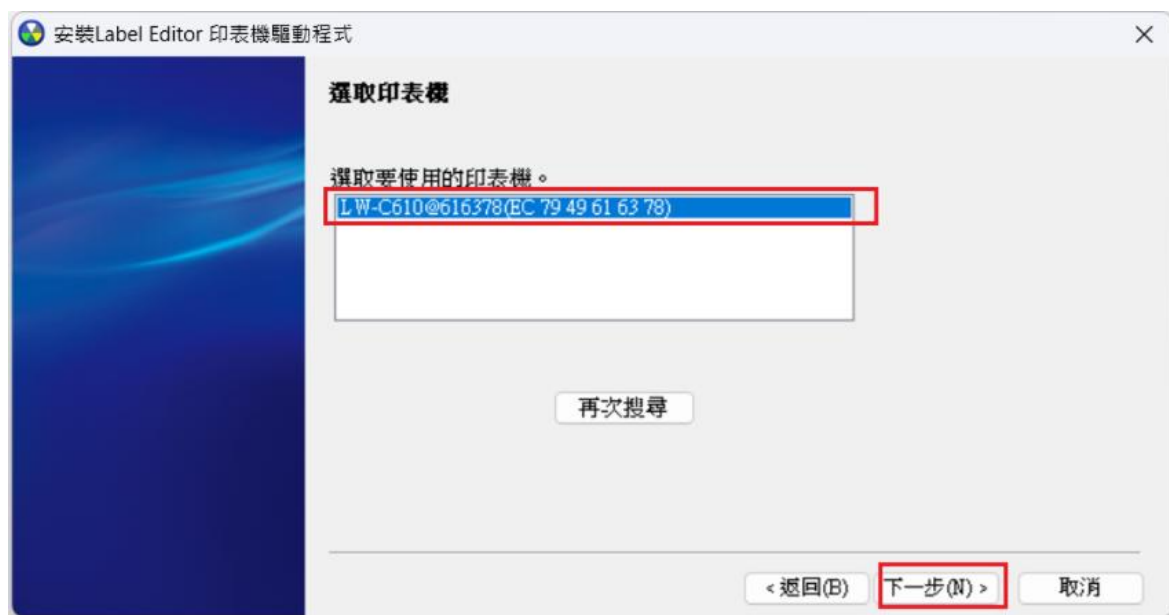 安裝Label Editor 印表機驅動程式
選取印表機
選取要使用的印表機。
LW-C610@616378(EC 79 49 61 63 78)
再次搜尋
<返回(B)
下一步(N) >
取消